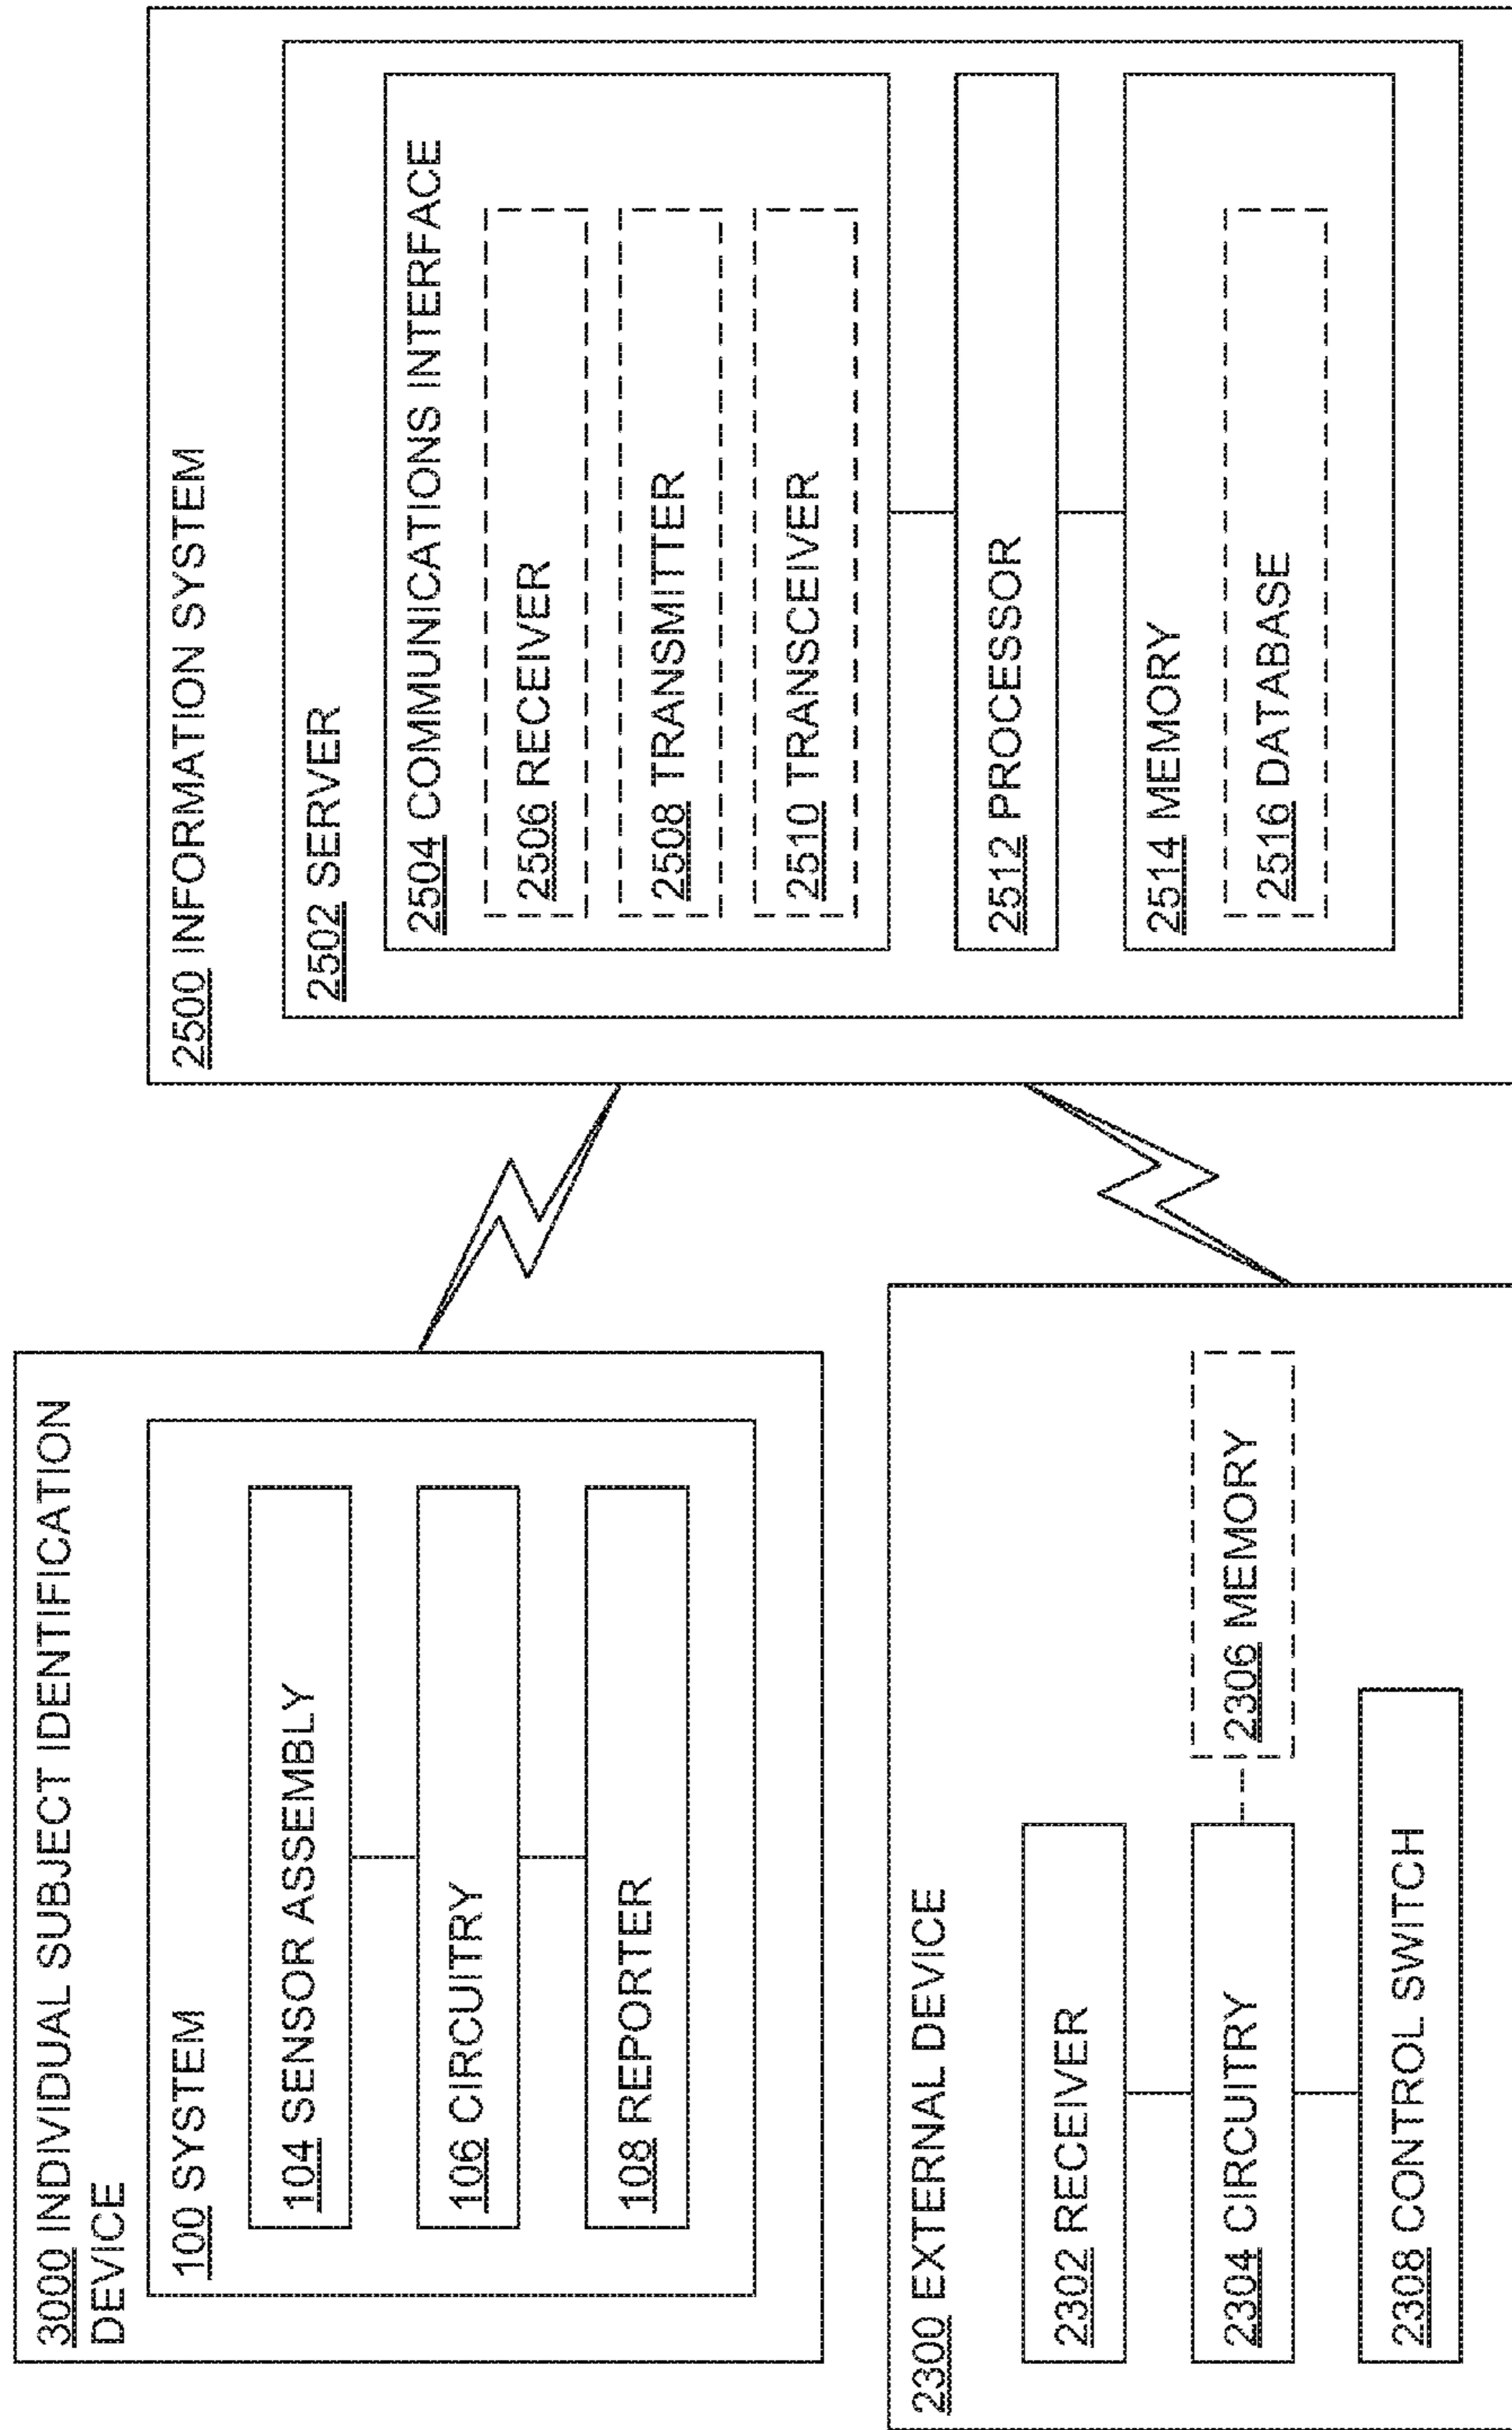 3000 INDIVIDUAL SUBJECT IDENTIFICATION
DEVICE
100 SYSTEM
104 SENSOR ASSEMBLY
106 CIRCUITRY
108 REPORTER
2300 EXTERNAL DEVICE
2302 RECEIVER
2304 CIRCUITRY
2306 MEMORY
2308 CONTROL SWITCH
2500 INFORMATION SYSTEM
2502 SERVER
2504 COMMUNICATIONS INTERFACE
2506 RECEIVER
2508 TRANSMITTER
2510 TRANSCEIVER
2512 PROCESSOR
2514 MEMORY
2516 DATABASE